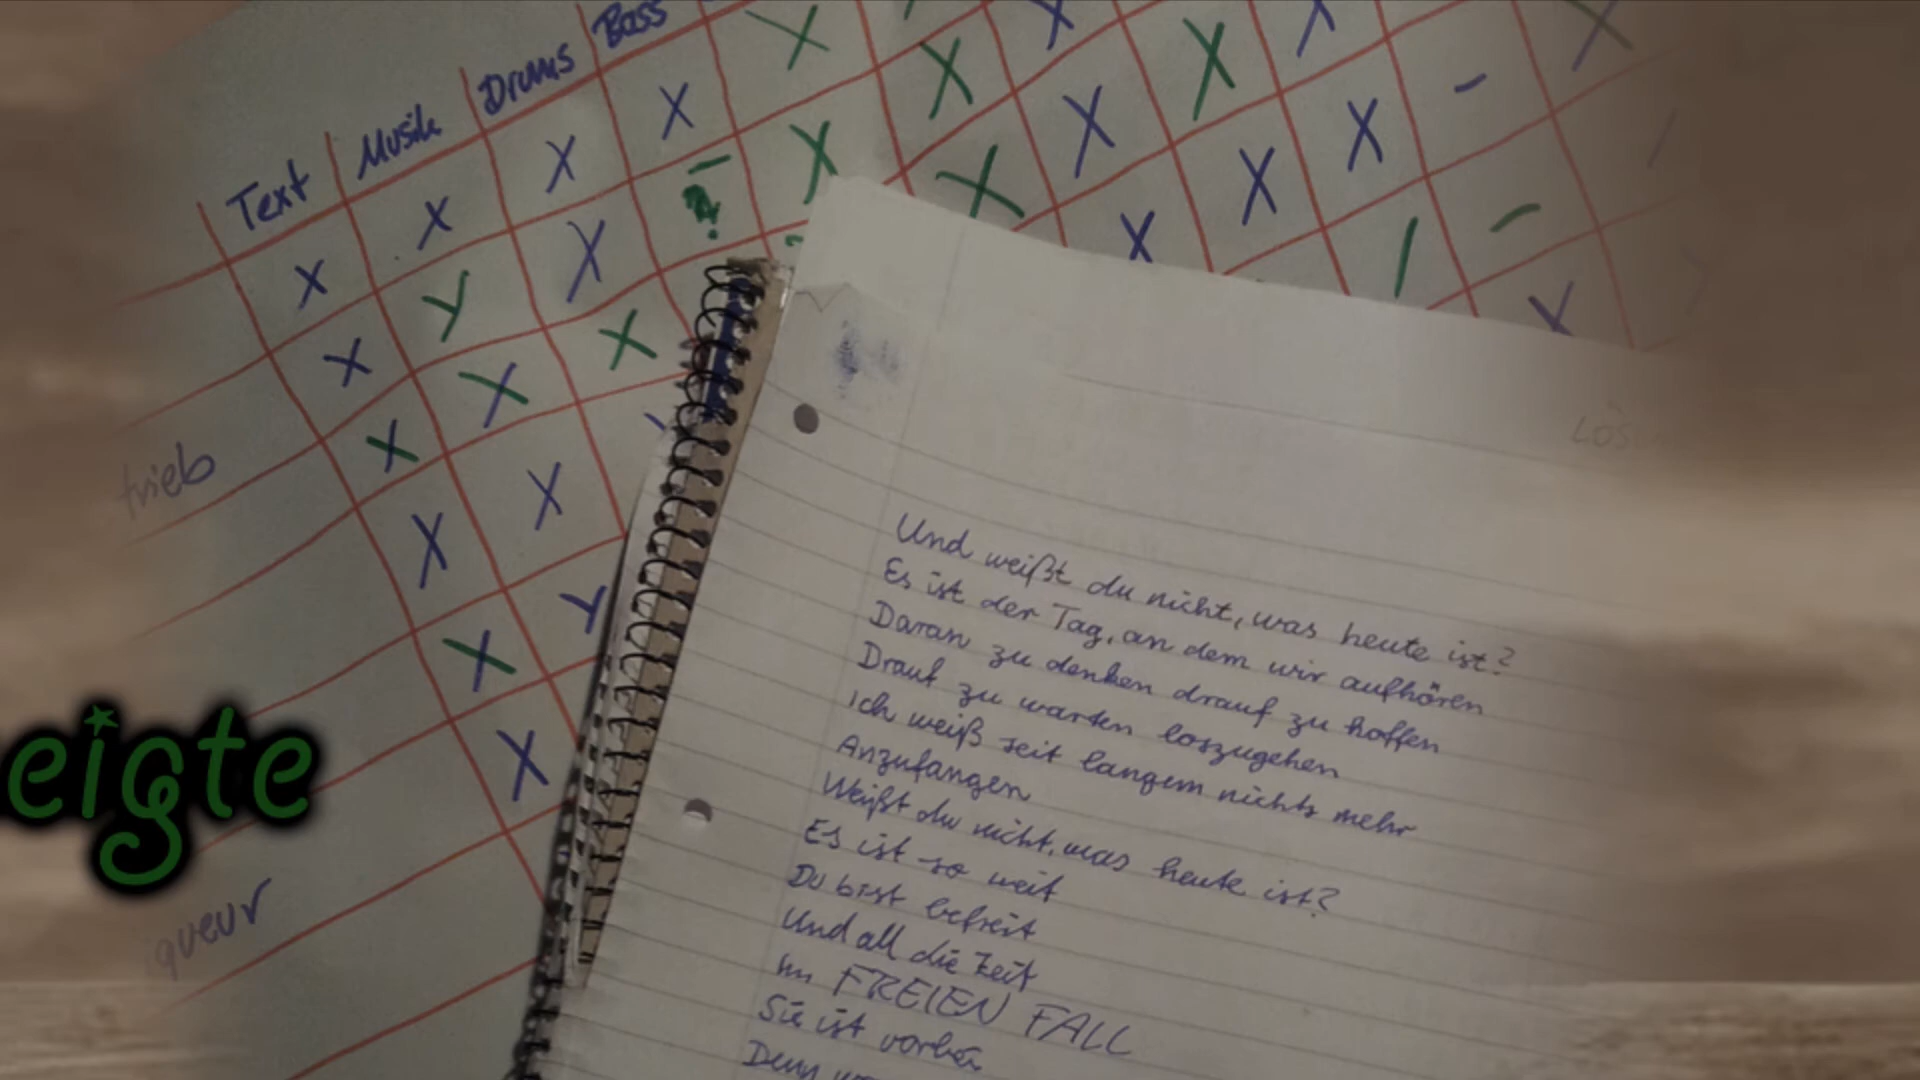 Text Musik Drums Bass
trieb
eigte
queur
LÖS
Und weißt du nicht, was heute ist?
Es ist der Tag, an dem wir aufhören
Daran zu denken drauf zu hoffen
Drauf zu warten loszugehen
Ich weiß seit langem nichts mehr
Anzufangen
Weißt du nicht, was heute ist?
Es ist so weit
Du bist befreit
Und all die Zeit
Im FREIEN FALL
Sie ist vorbei
Denn